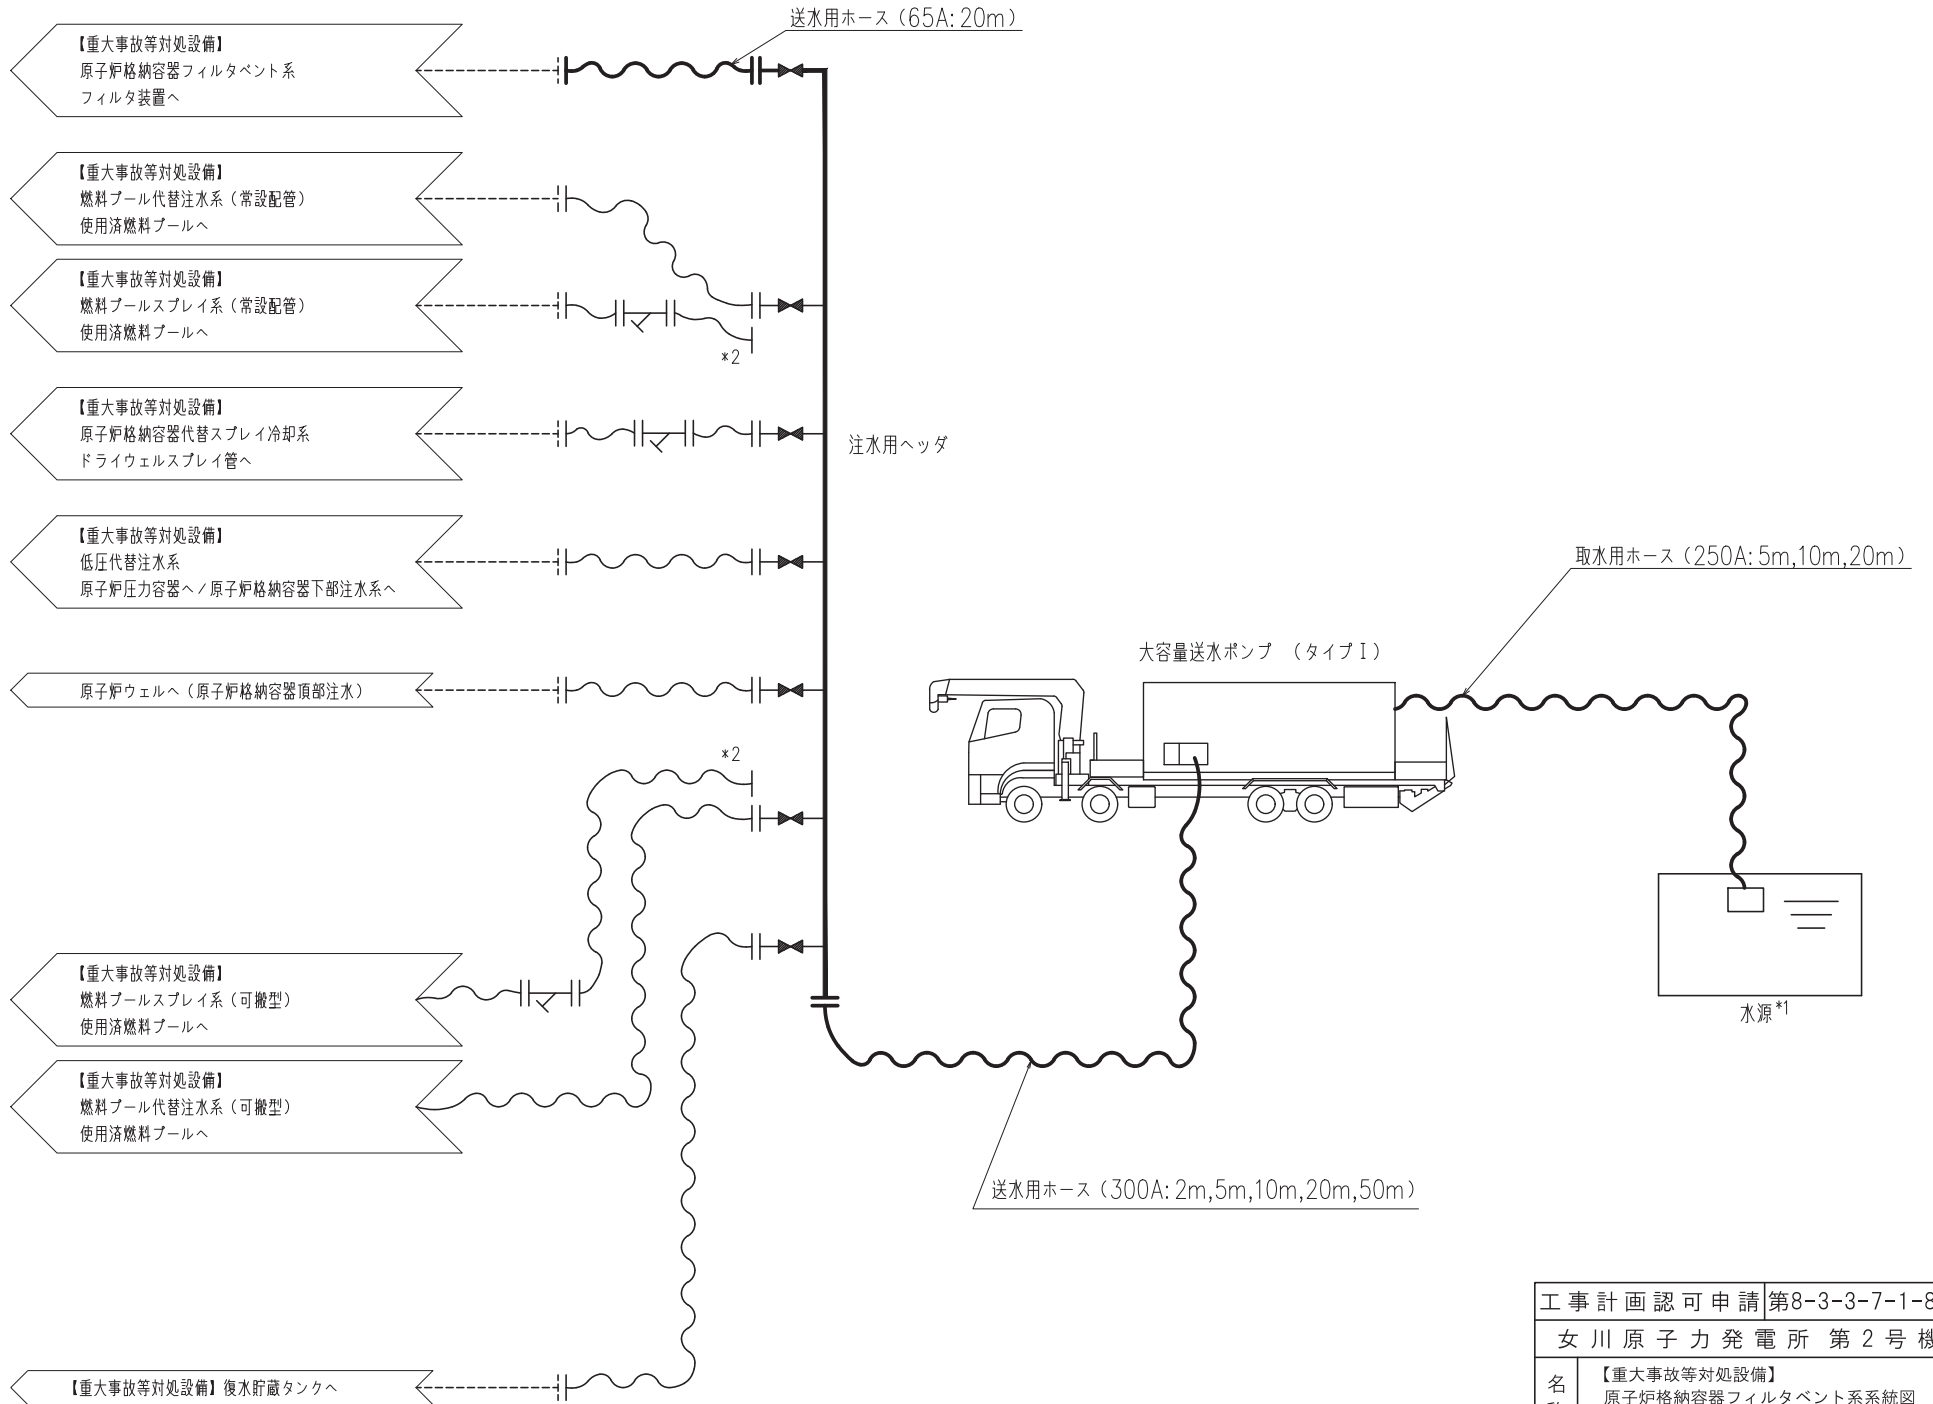 送水用ホース（65A：20m）
【重大事故等対処設備】
原子炉格納容器フィルタベント系
フィルタ装置へ
【重大事故等対処設備】
燃料プール代替注水系（常設配管）
使用済燃料プールへ
【重大事故等対処設備】
燃料プールスプレイ系（常設配管）
使用済燃料プールへ
*2
【重大事故等対処設備】
原子炉格納容器代替スプレイ冷却系
ドライウェルスプレイ管へ
注水用ヘッダ
【重大事故等対処設備】
低圧代替注水系
原子炉圧力容器へ／原子炉格納容器下部注水系へ
取水用ホース（250A：5m,10m,20m）
大容量送水ポンプ　（タイプⅠ）
原子炉ウェルへ（原子炉格納容器頂部注水）
*2
【重大事故等対処設備】
燃料プールスプレイ系（可搬型）
使用済燃料プールへ
水源*1
【重大事故等対処設備】
燃料プール代替注水系（可搬型）
使用済燃料プールへ
送水用ホース（300A：2m,5m,10m,20m,50m）
【重大事故等対処設備】復水貯蔵タンクへ
工事計画認可申請 第8-3-3-7-1-8
女川原子力発電所 第2号機
名
【重大事故等対処設備】
原子炉格納容器フィルタベント系系統図